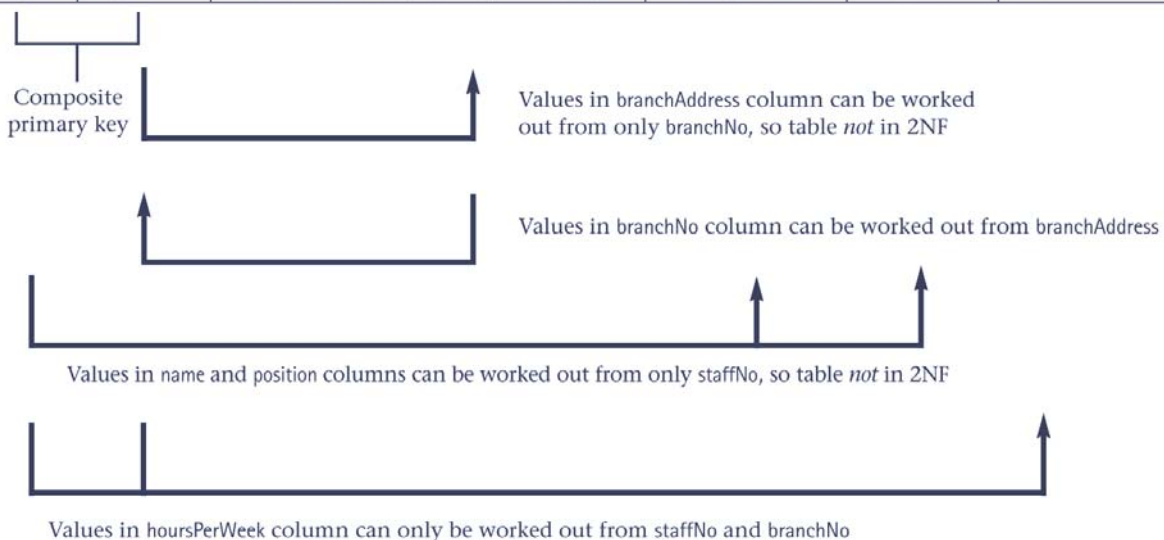 Composite
primary key
Values in branchAddress column can be worked
out from only branchNo, so table not in 2NF
Values in branchNo column can be worked out from branchAddress
Values in name and position columns can be worked out from only staffNo, so table not in 2NF
Values in hoursPerWeek column can only be worked out from staffNo and branchNo